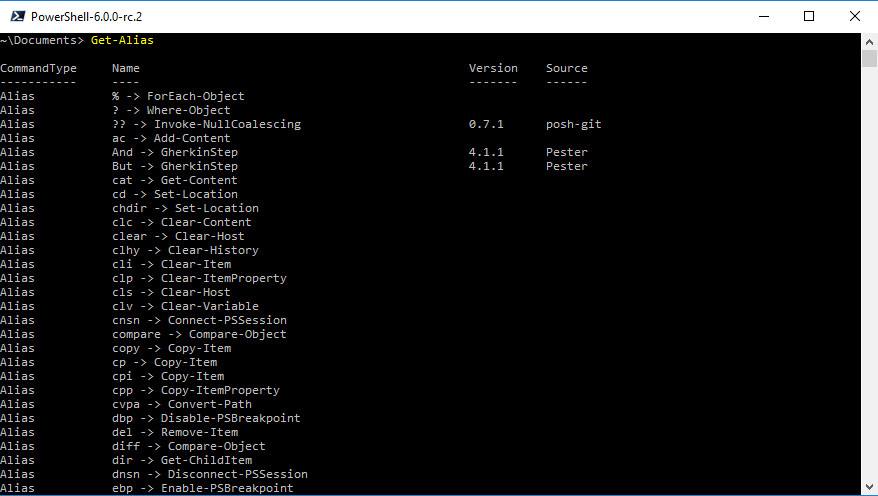 PowerShell-6.0.0-rc.2
~\Documents> Get-Alias
CommandType Name Version Source
----------- ---- ------- ------
Alias % -> ForEach-Object
Alias ? -> Where-Object
Alias ?? -> Invoke-NullCoalescing 0.7.1 posh-git
Alias ac -> Add-Content
Alias And -> GherkinStep 4.1.1 Pester
Alias But -> GherkinStep 4.1.1 Pester
Alias cat -> Get-Content
Alias cd -> Set-Location
Alias chdir -> Set-Location
Alias clc -> Clear-Content
Alias clear -> Clear-Host
Alias clhy -> Clear-History
Alias cli -> Clear-Item
Alias clp -> Clear-ItemProperty
Alias cls -> Clear-Host
Alias clv -> Clear-Variable
Alias cnsn -> Connect-PSSession
Alias compare -> Compare-Object
Alias copy -> Copy-Item
Alias cp -> Copy-Item
Alias cpi -> Copy-Item
Alias cpp -> Copy-ItemProperty
Alias cvpa -> Convert-Path
Alias dbp -> Disable-PSBreakpoint
Alias del -> Remove-Item
Alias diff -> Compare-Object
Alias dir -> Get-ChildItem
Alias dnsn -> Disconnect-PSSession
Alias ebp -> Enable-PSBreakpoint